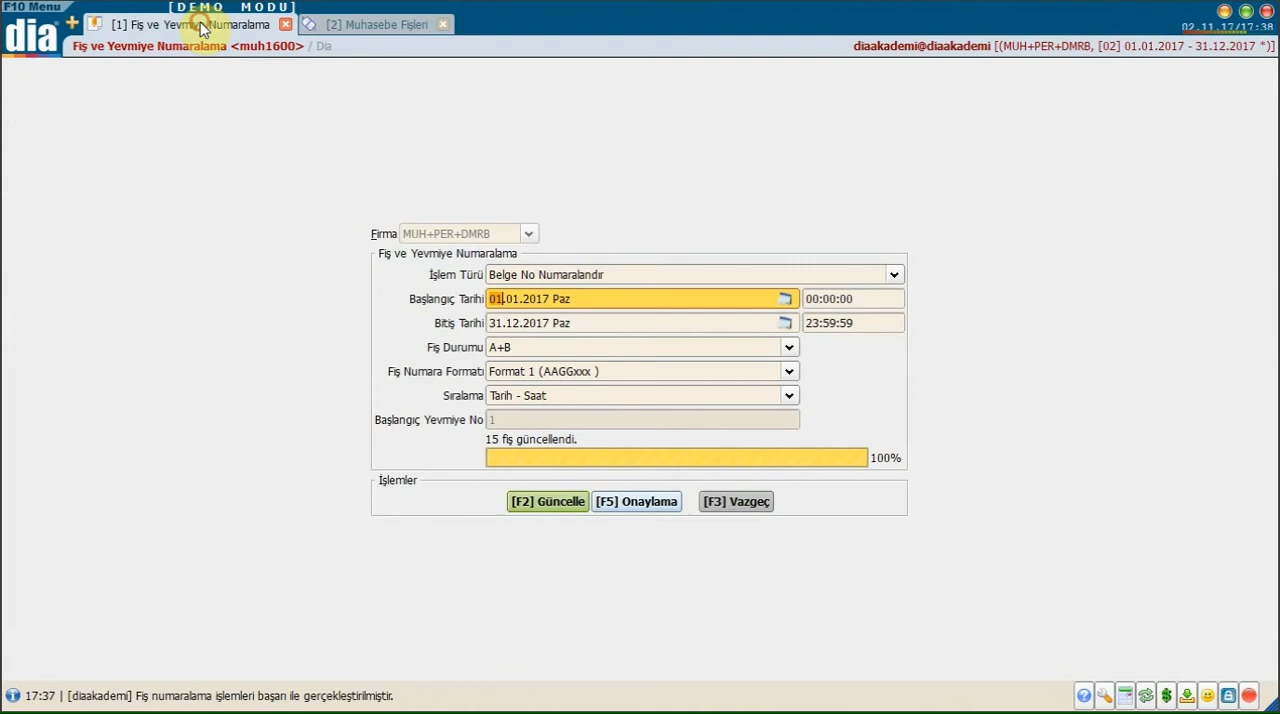 F10 Menu
[DEMO MODU]
dia
[1] Fiş ve Yevmiye Numaralama
[2] Muhasebe Fişleri
02.11.17/17:38
Fiş ve Yevmiye Numaralama <muh1600> / Dia
diaakademi@diaakademi [(MUH+PER+DMRB, [02] 01.01.2017 - 31.12.2017 *)]
Firma MUH+PER+DMRB
Fiş ve Yevmiye Numaralama
İşlem Türü Belge No Numaralandır
Başlangıç Tarihi 01.01.2017 Paz 00:00:00
Bitiş Tarihi 31.12.2017 Paz 23:59:59
Fiş Durumu A+B
Fiş Numara Formatı Format 1 (AAGGxxx )
Sıralama Tarih - Saat
Başlangıç Yevmiye No 1
15 fiş güncellendi.
100%
İşlemler
[F2] Güncelle [F5] Onaylama [F3] Vazgeç
17:37 | [diaakademi] Fiş numaralama işlemleri başarı ile gerçekleştirilmiştir.